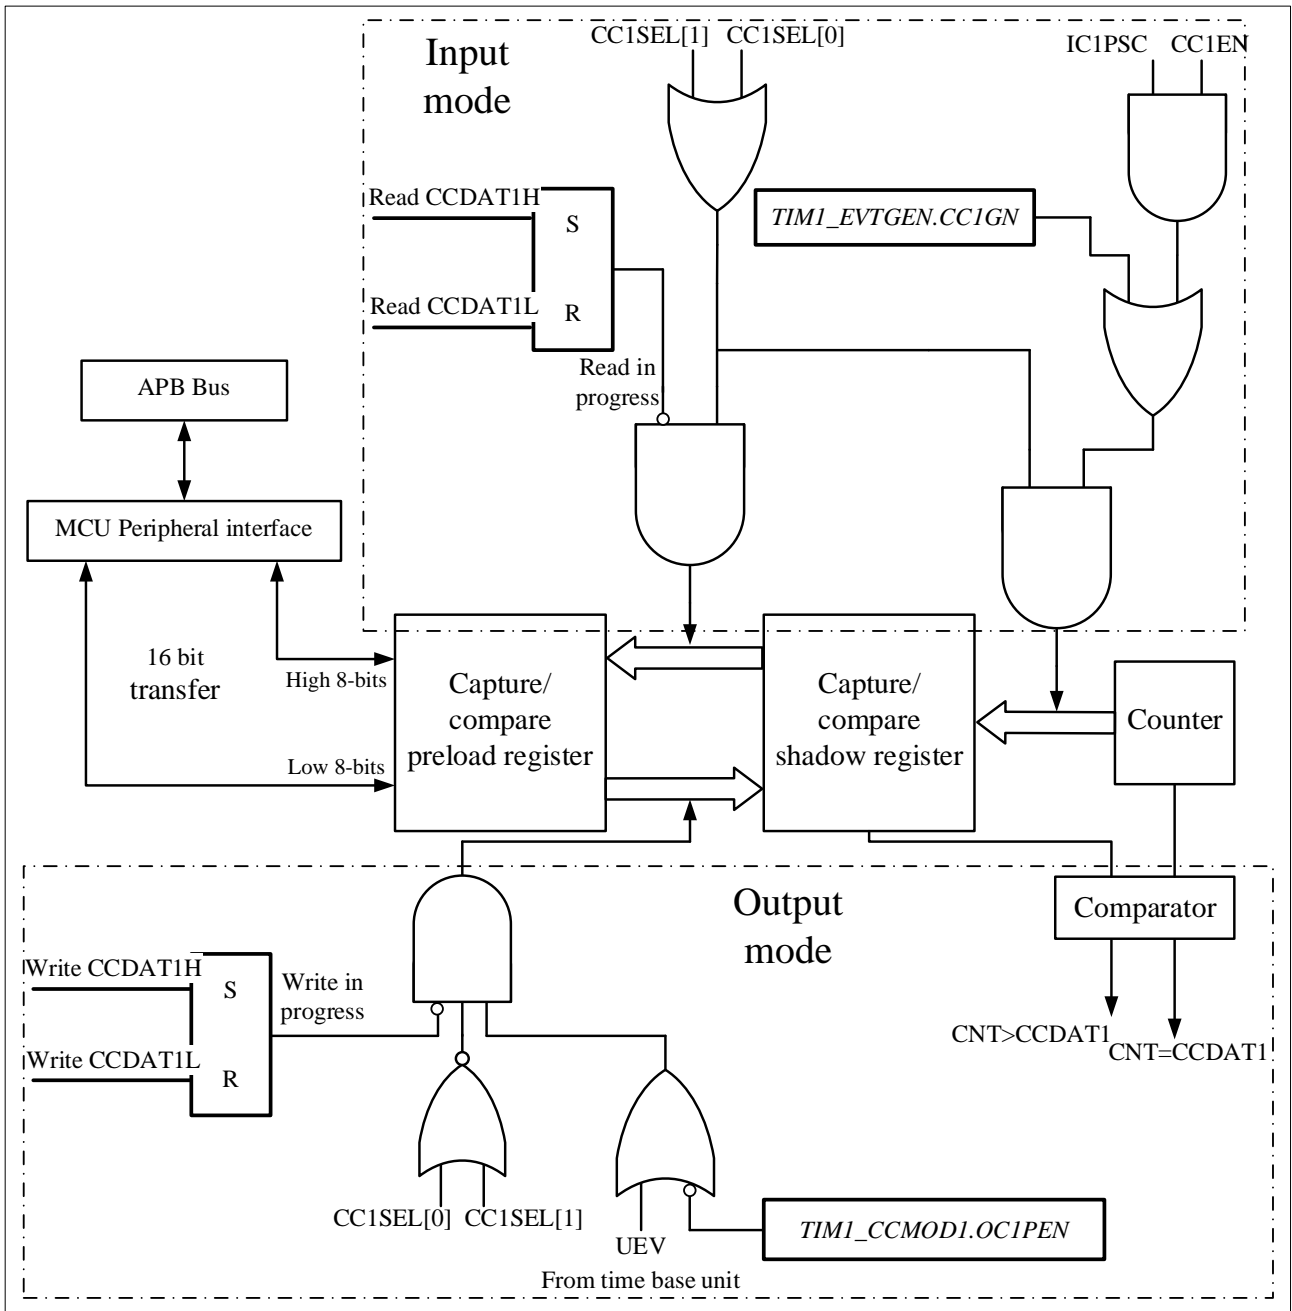 CC1SEL[1] CC1SEL[0]
IC1PSC CC1EN
Input
mode
Read CCDAT1H
S
TIM1_EVTGEN.CC1GN
Read CCDAT1L
R
Read in
progress
APB Bus
MCU Peripheral interface
16 bit
transfer
High 8-bits
Low 8-bits
Capture/
compare
preload register
Capture/
compare
shadow register
Counter
Output
mode
Comparator
Write CCDAT1H
S
Write in
progress
Write CCDAT1L
R
CNT>CCDAT1
CNT=CCDAT1
CC1SEL[0] CC1SEL[1]
UEV
TIM1_CCMOD1.OC1PEN
From time base unit